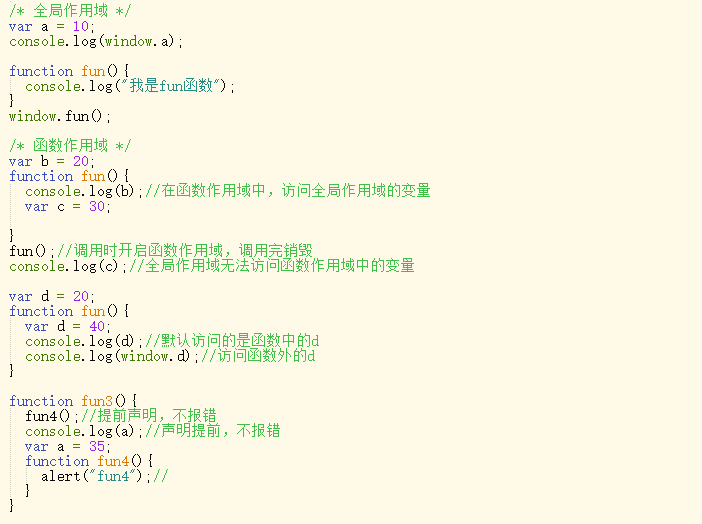 /* 全局作用域 */
var a = 10;
console.log(window.a);
function fun(){
console.log("我是fun函数");
}
window.fun();
/* 函数作用域 */
var b = 20;
function fun(){
console.log(b);//在函数作用域中，访问全局作用域的变量
var c = 30;
}
fun();//调用时开启函数作用域，调用完销毁
console.log(c);//全局作用域无法访问函数作用域中的变量
var d = 20;
function fun(){
var d = 40;
console.log(d);//默认访问的是函数中的d
console.log(window.d);//访问函数外的d
}
function fun3(){
fun4();//提前声明，不报错
console.log(a);//声明提前，不报错
var a = 35;
function fun4(){
alert("fun4");//
}
}